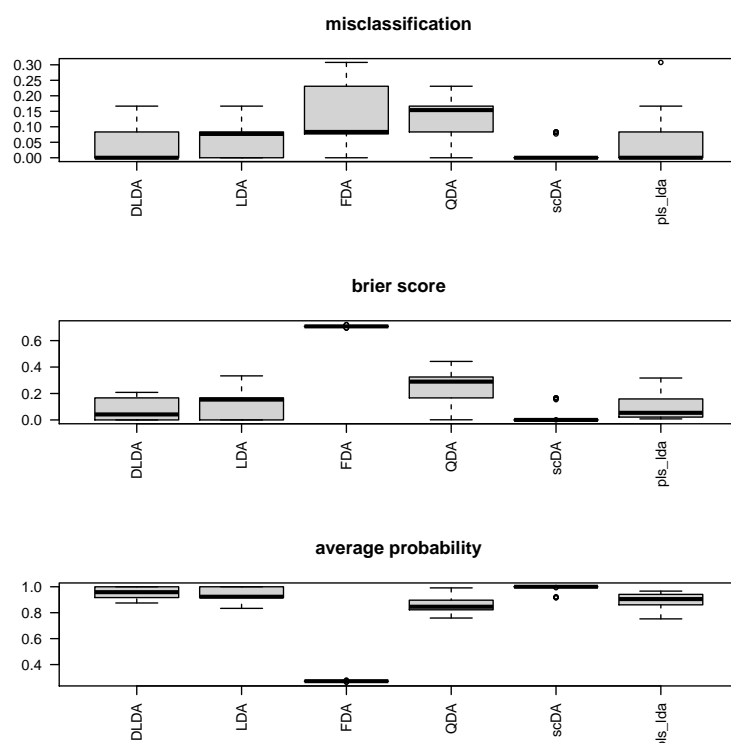 misclassification
0.30
0.25
0.20
0.15
0.10
0.05
0.00
DLDA
LDA
FDA
QDA
scDA
pls_lda
brier score
0.6
0.4
0.2
0.0
DLDA
LDA
FDA
QDA
scDA
pls_lda
average probability
1.0
0.8
0.6
0.4
DLDA
LDA
FDA
QDA
scDA
pls_lda